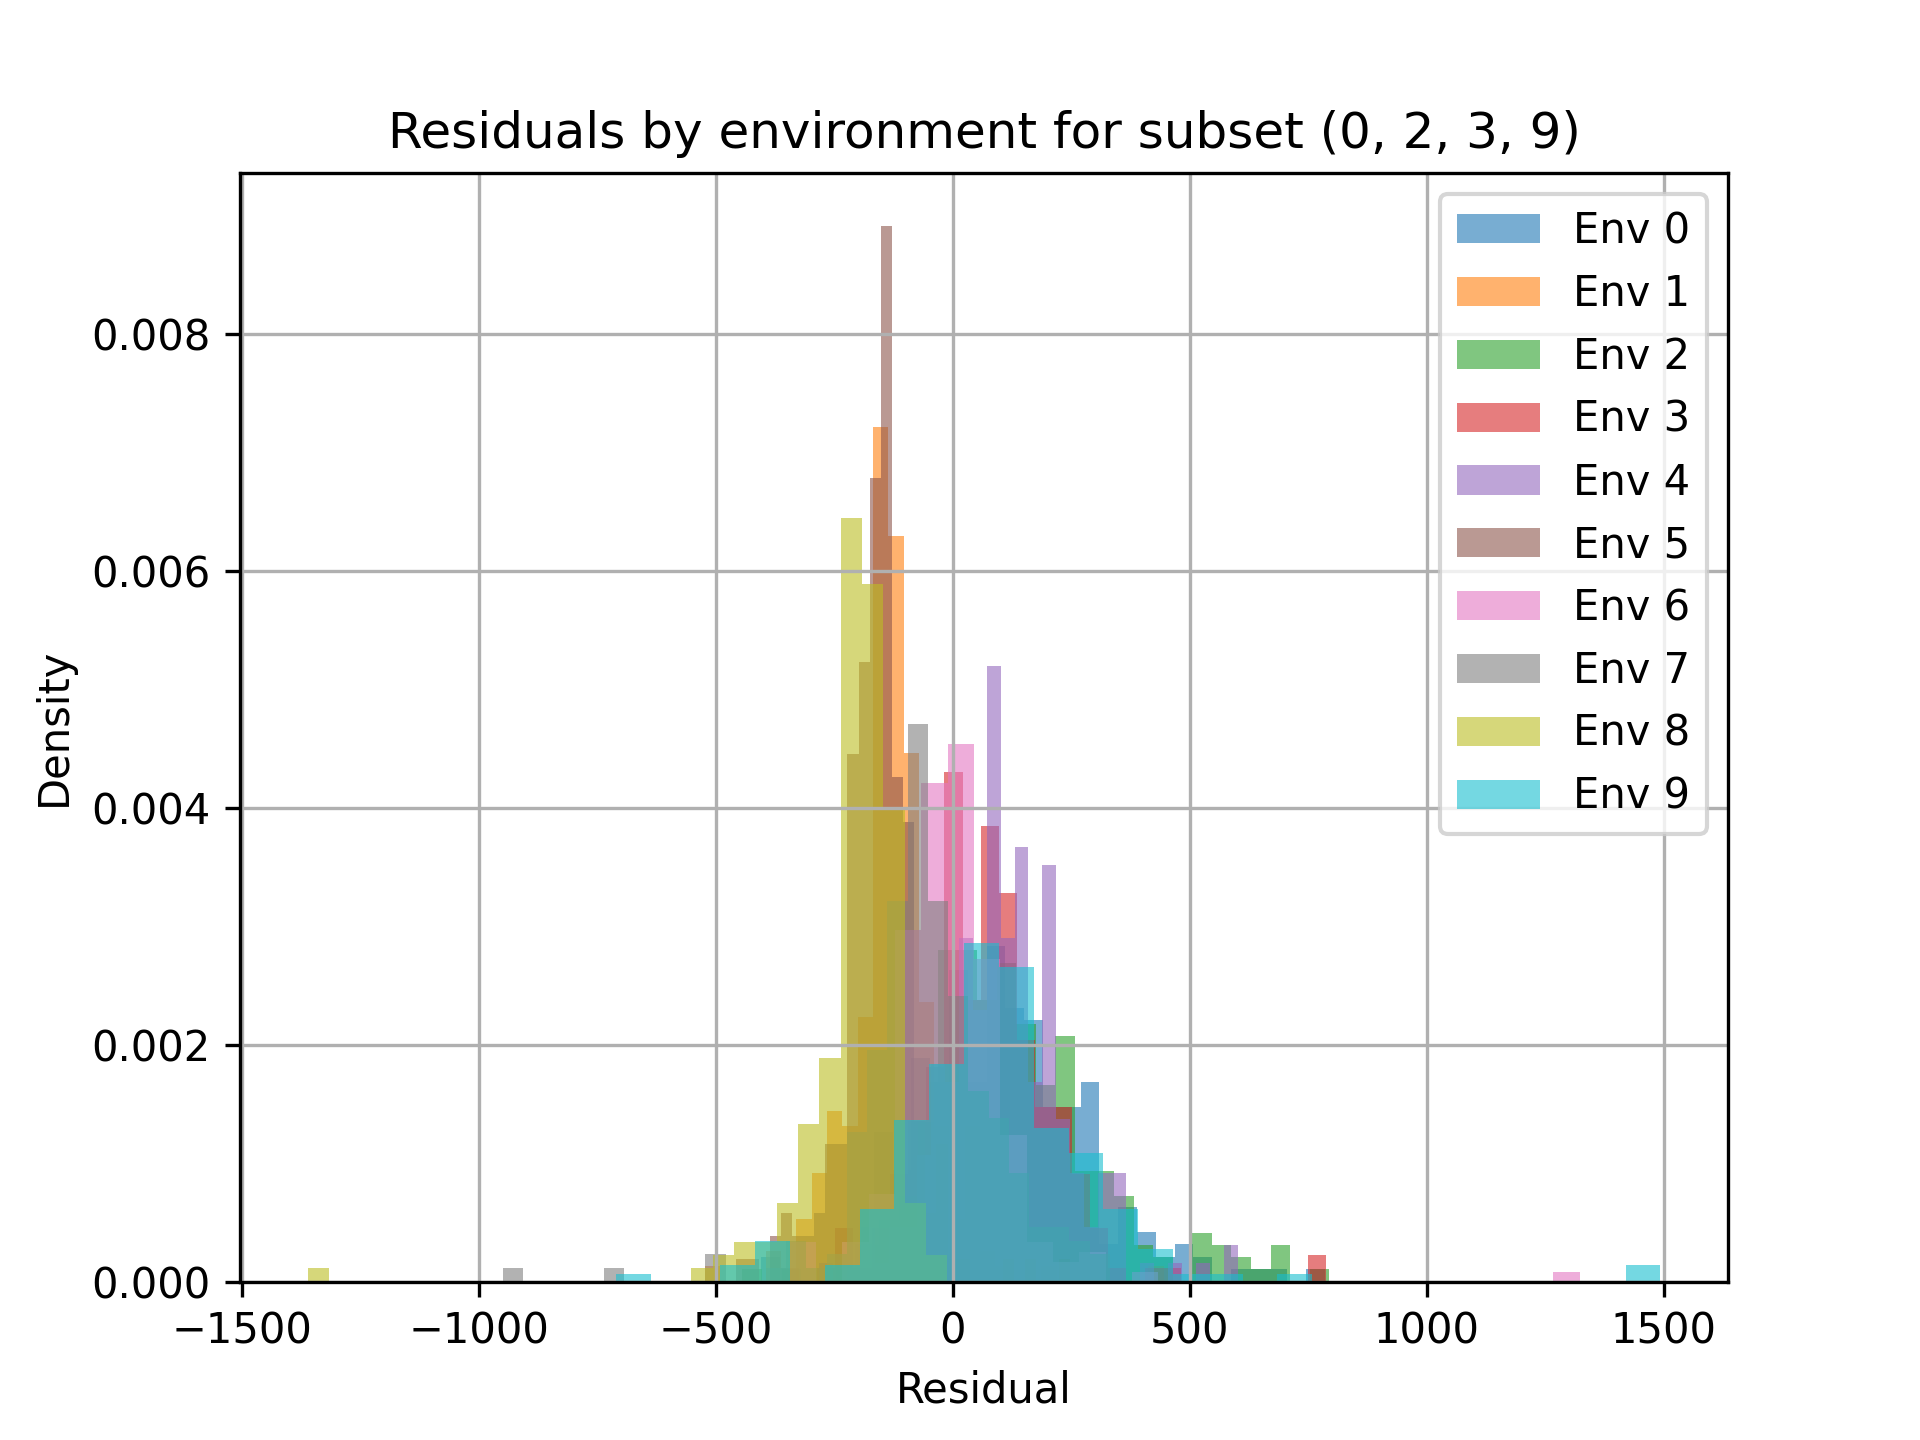 Residuals by environment for subset (0, 2, 3, 9)
Env 0
Env 1
Env 2
Env 3
Env 4
Env 5
Env 6
Env 7
Env 8
Env 9
Density
0.008
0.006
0.004
0.002
0.000
−1500 −1000 −500 0 500 1000 1500
Residual